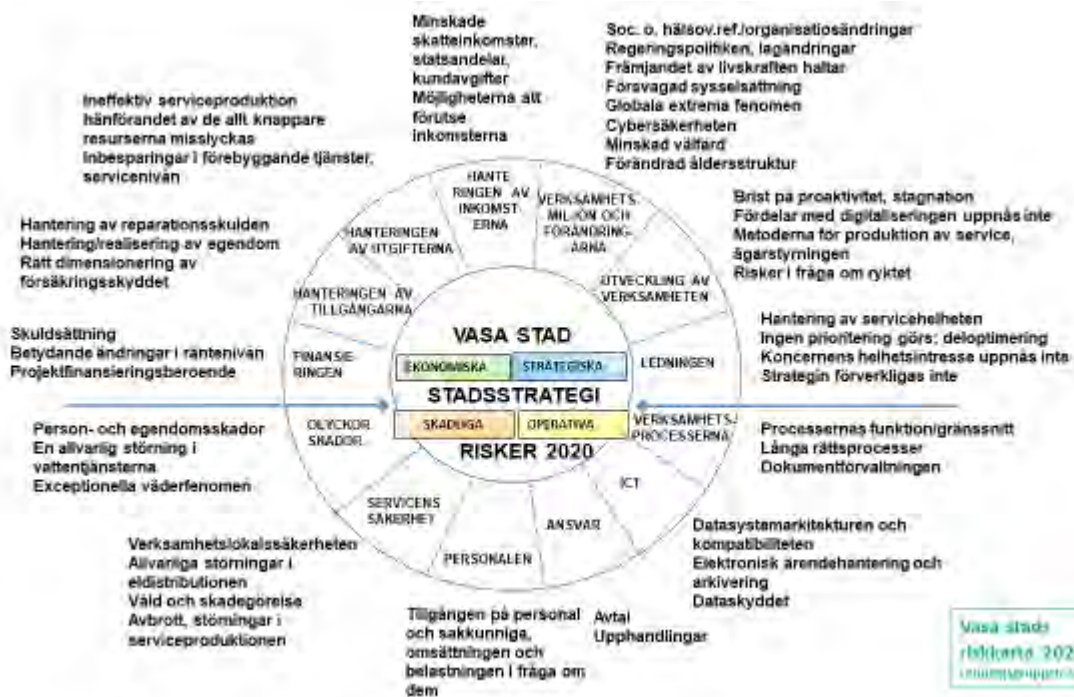 Minskade
skatteinkomster,
statsandelar,
kundavgifter
Möjligheterna att
förutse
inkomsterna
Soc. o. hälsov.ref./organisatiosändringar
Regeringspolitiken, lagändringar
Främjandet av livskraften haltar
Försvagad sysselsättning
Globala extrema fenomen
Cybersäkerheten
Minskad välfärd
Förändrad åldersstruktur
Ineffektiv serviceproduktion
hänförandet av de allt knappare
resurserna misslyckas
Inbesparingar i förebyggande tjänster,
servicenivån
Brist på proaktivitet, stagnation
Fördelar med digitaliseringen uppnås inte
Metoderna för produktion av service,
ägarstyrningen
Risker i fråga om ryktet
Hantering av reparationsskulden
Hantering/realisering av egendom
Rätt dimensionering av
försäkringsskyddet
Hantering av servicehelheten
Ingen prioritering görs; deloptimering
Koncernens helhetsintresse uppnås inte
Strategin förverkligas inte
Skuldsättning
Betydande ändringar i räntenivån
Projektfinansieringsberoende
HANTE
RINGEN AV
INKOMST
ERNA
VERKSAMHETS
MILJÖN OCH
FÖRÄNDRING-
ARNA
UTVECKLING AV
VERKSAMHETEN
LEDNINGEN
VERKSAMHETS-
PROCESSERNA
ICT
ANSVAR
PERSONALEN
SERVICENS
SÄKERHET
OLYCKOR
SKADOR
FINANSIE-
RINGEN
HANTERINGEN AV
TILLGÅNGARNA
HANTERINGEN
AV UTGIFTERNA
VASA STAD
EKONOMISKA
STRATEGISKA
STADSSTRATEGI
SKADLIGA
OPERATIVA
RISKER 2020
Person- och egendomsskador
En allvarlig störning i
vattentjänsterna
Exceptionella väderfenomen
Processernas funktion/gränssnitt
Långa rättsprocesser
Dokumentförvaltningen
Verksamhetslokalssäkerheten
Allvarliga störningar i
eldistributionen
Våld och skadegörelse
Avbrott, störningar i
serviceproduktionen
Datasystemarkitekturen och
kompatibiliteten
Elektronisk ärendehantering och
arkivering
Dataskyddet
Tillgången på personal
och sakkunniga,
omsättningen och
belastningen i fråga om
dem
Avtal
Upphandlingar
Vasa stads
riskkarta